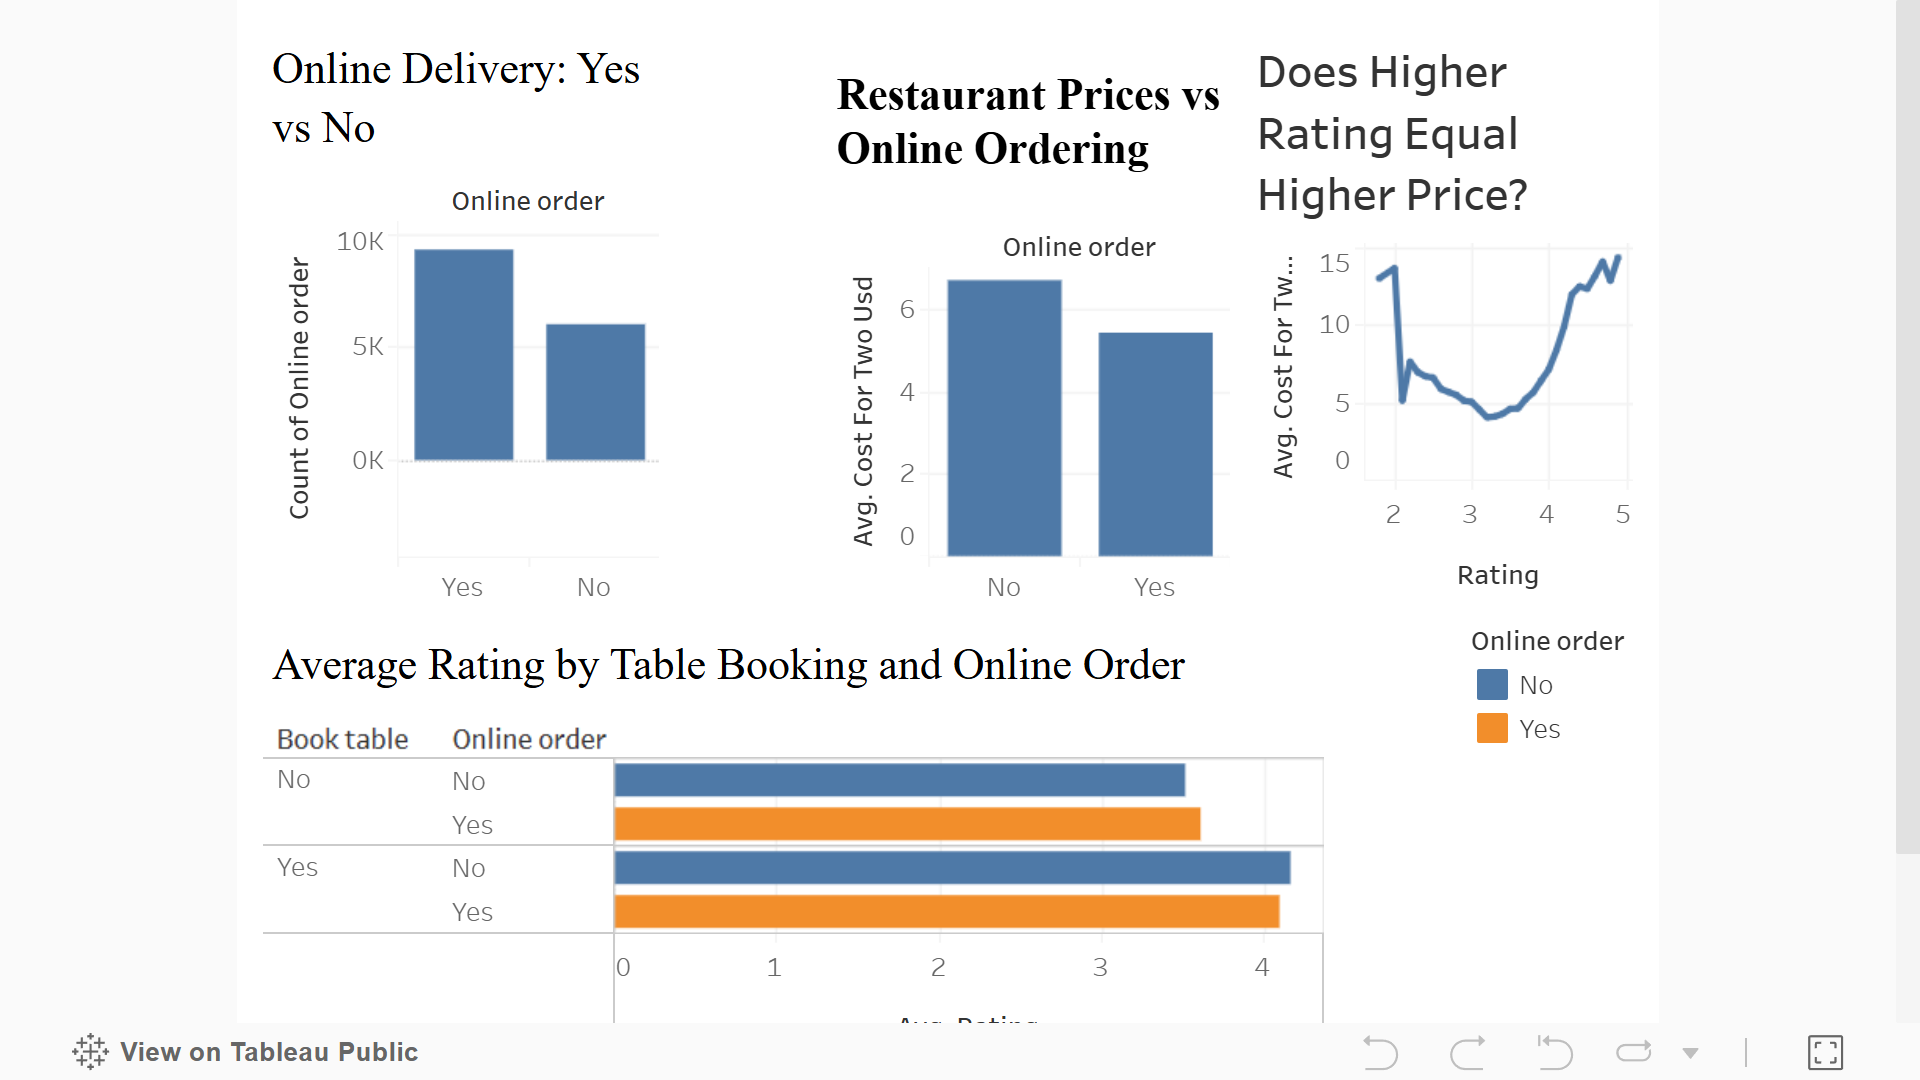 Online Delivery: Yes
vs No
Online order
Count of Online order
10K
5K
0K
Yes No
Restaurant Prices vs
Online Ordering
Online order
Avg. Cost For Two Usd
6
4
2
0
No Yes
Does Higher
Rating Equal
Higher Price?
Avg. Cost For Tw...
15
10
5
0
2 3 4 5
Rating
Online order
No
Yes
Average Rating by Table Booking and Online Order
Book table Online order
No No
Yes
Yes No
Yes
0 1 2 3 4
Avg. Rating
View on Tableau Public